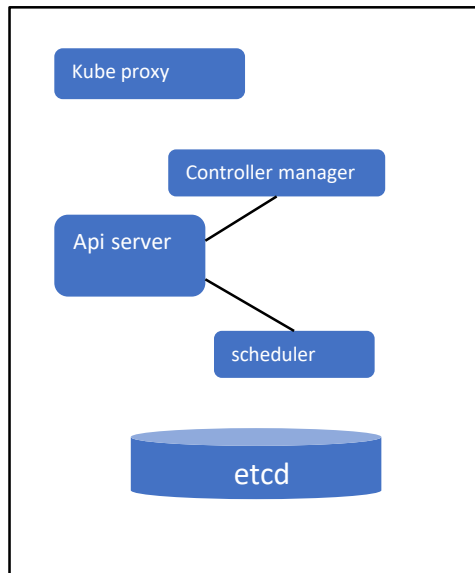 Kube proxy
Controller manager
Api server
scheduler
etcd